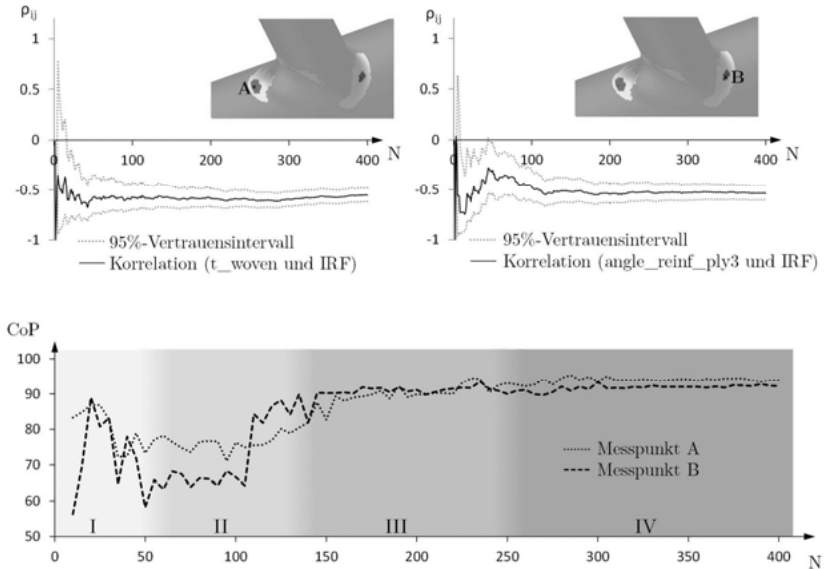 ρij
1
0.5
0
-0.5
-1
0 100 200 300 400
N
A
95%-Vertrauensintervall
Korrelation (t_woven und IRF)
ρij
1
0.5
0
-0.5
-1
0 100 200 300 400
N
B
95%-Vertrauensintervall
Korrelation (angle_reinf_ply3 und IRF)
CoP
100
90
80
70
60
50
Messpunkt A
Messpunkt B
I II III IV
0 50 100 150 200 250 300 350 400
N